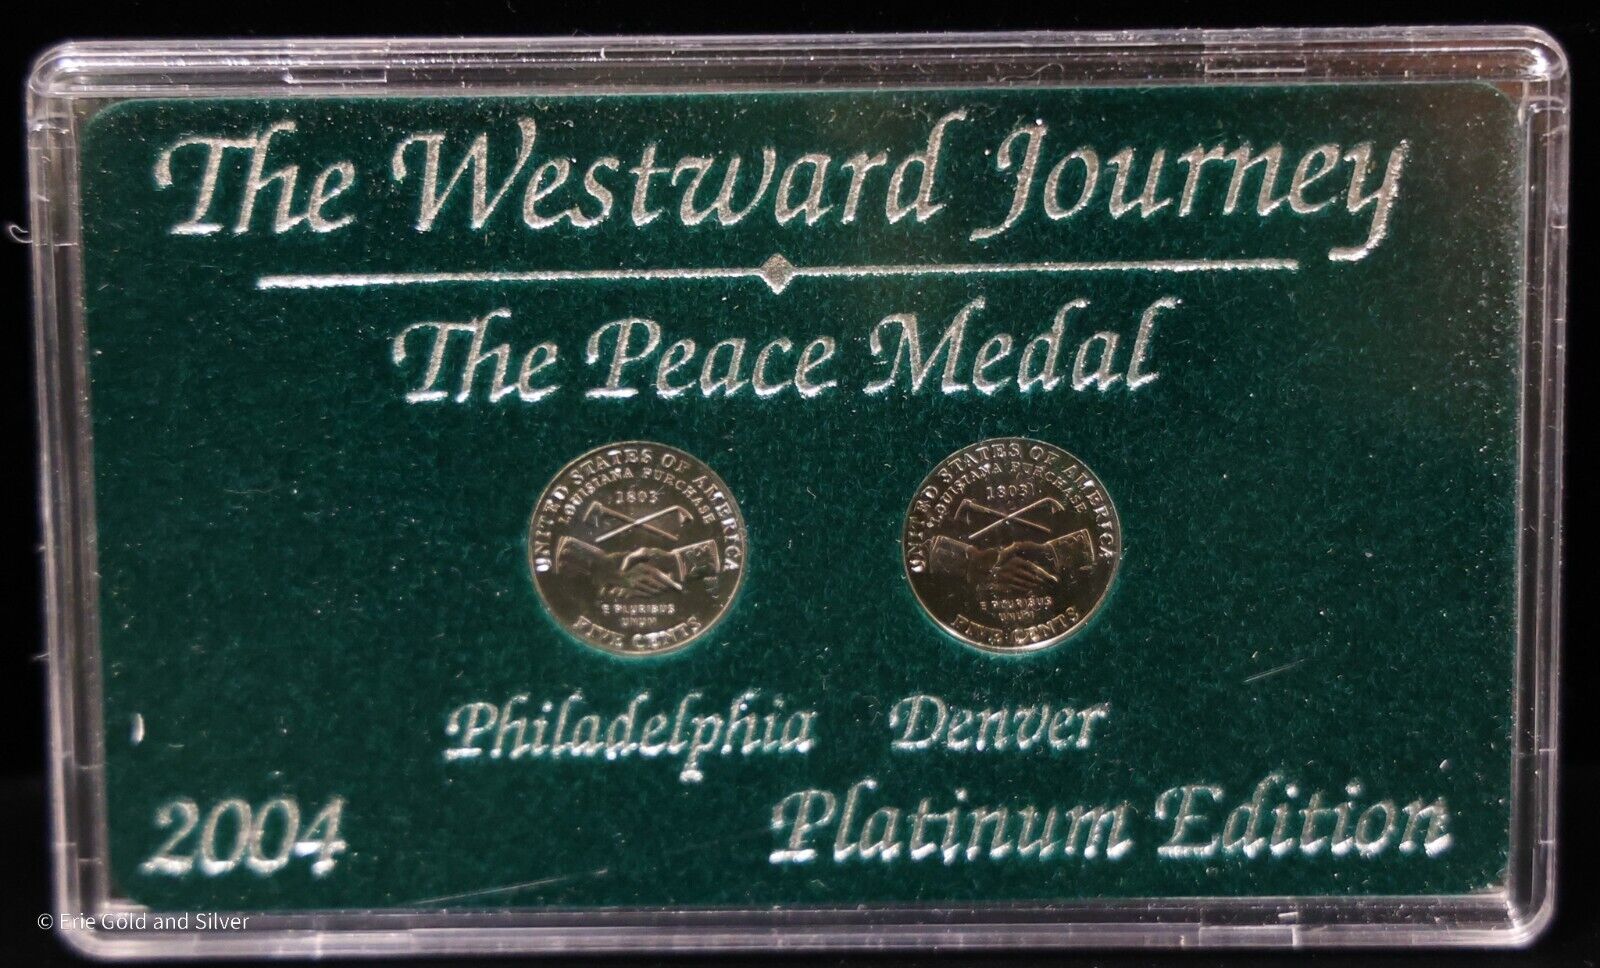 The Westward Journey
The Peace Medal
UNITED STATES OF AMERICA
LOUISIANA PURCHASE
1803
E PLURIBUS
UNUM
FIVE CENTS
UNITED STATES OF AMERICA
LOUISIANA PURCHASE
1803
E PLURIBUS
UNUM
FIVE CENTS
Philadelphia Denver
2004 Platinum Edition
© Erie Gold and Silver